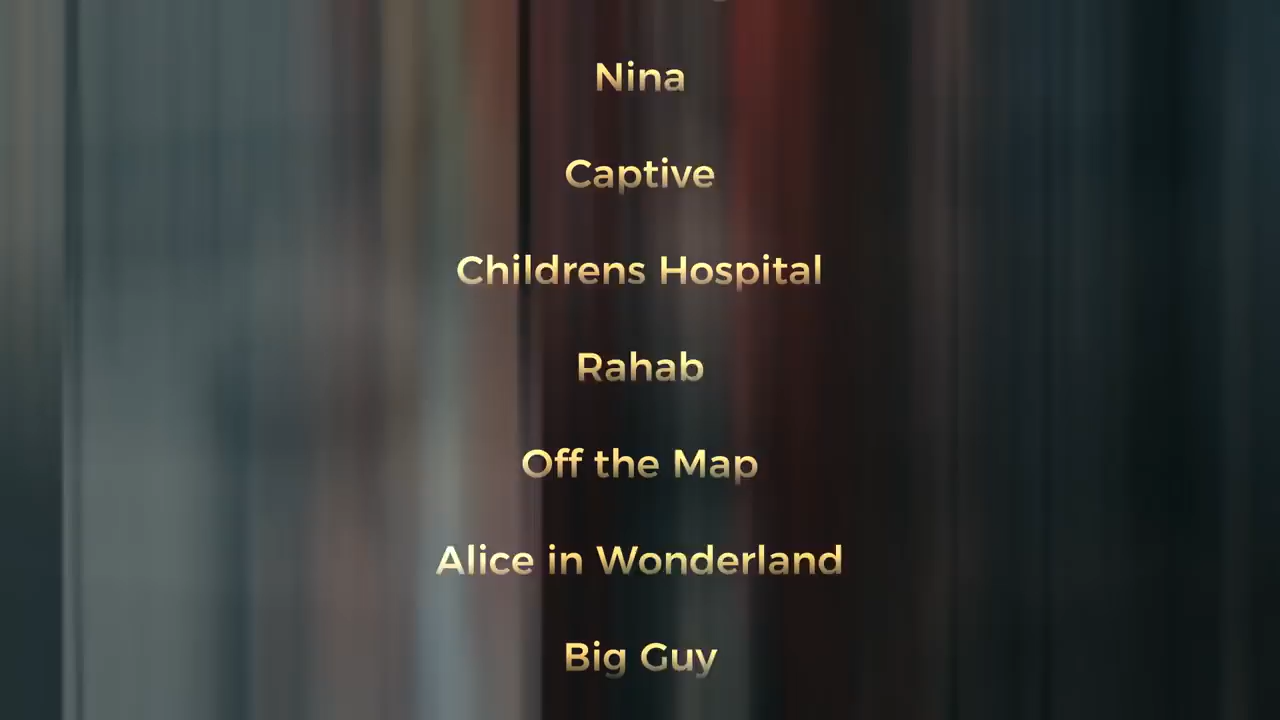 Nina
Captive
Childrens Hospital
Rahab
Off the Map
Alice in Wonderland
Big Guy